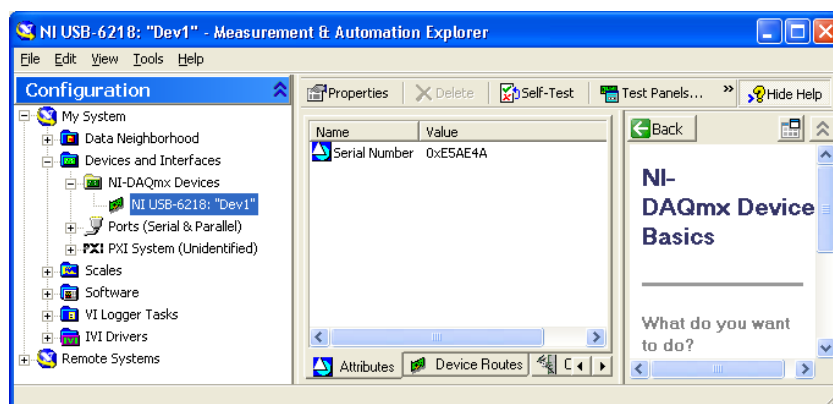 NI USB-6218: "Dev1" - Measurement & Automation Explorer
File Edit View Tools Help
Configuration
My System
Data Neighborhood
Devices and Interfaces
NI-DAQmx Devices
NI USB-6218: "Dev1"
Ports (Serial & Parallel)
PXI PXI System (Unidentified)
Scales
Software
VI Logger Tasks
IVI Drivers
Remote Systems
Properties Delete Self-Test Test Panels... » Hide Help
Name Value
Serial Number 0xE5AE4A
Attributes Device Routes C
Back
NI-
DAQmx Device
Basics
What do you want
to do?